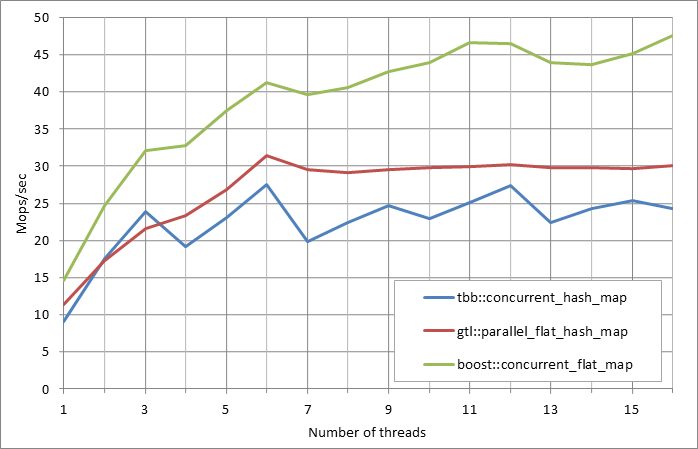 50
45
40
35
30
25
20
15
10
5
0
Mops/sec
tbb::concurrent_hash_map
gtl::parallel_flat_hash_map
boost::concurrent_flat_map
1 3 5 7 9 11 13 15
Number of threads